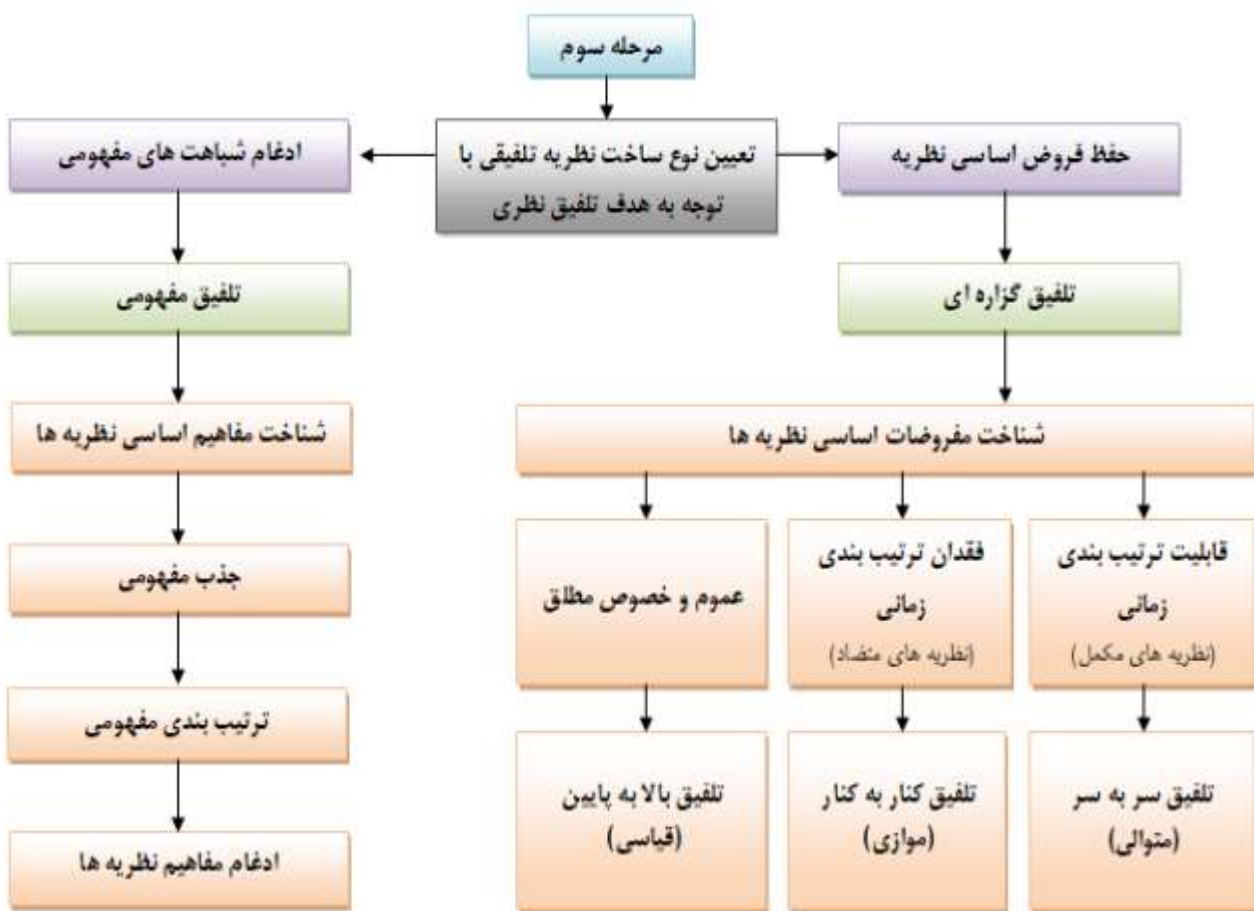 مرحله سوم
تعیین نوع ساخت نظریه تلفیقی با
توجه به هدف تلفیق نظری
حفظ فروض اساسی نظریه
تلفیق گزاره ای
شناخت مفروضات اساسی نظریه ها
قابلیت ترتیب بندی
زمانی
(نظریه های مکمل)
فقدان ترتیب بندی
زمانی
(نظریه های متضاد)
عموم و خصوص مطلق
تلفیق سر به سر
(متوالی)
تلفیق کنار به کنار
(موازی)
تلفیق بالا به پایین
(قیاسی)
ادغام شباهت های مفهومی
تلفیق مفهومی
شناخت مفاهیم اساسی نظریه ها
جذب مفهومی
ترتیب بندی مفهومی
ادغام مفاهیم نظریه ها